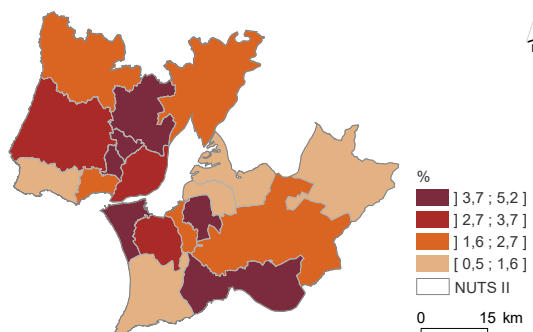 %
] 3,7 ; 5,2 ]
] 2,7 ; 3,7 ]
] 1,6 ; 2,7 ]
[ 0,5 ; 1,6 ]
NUTS II
0 15 km